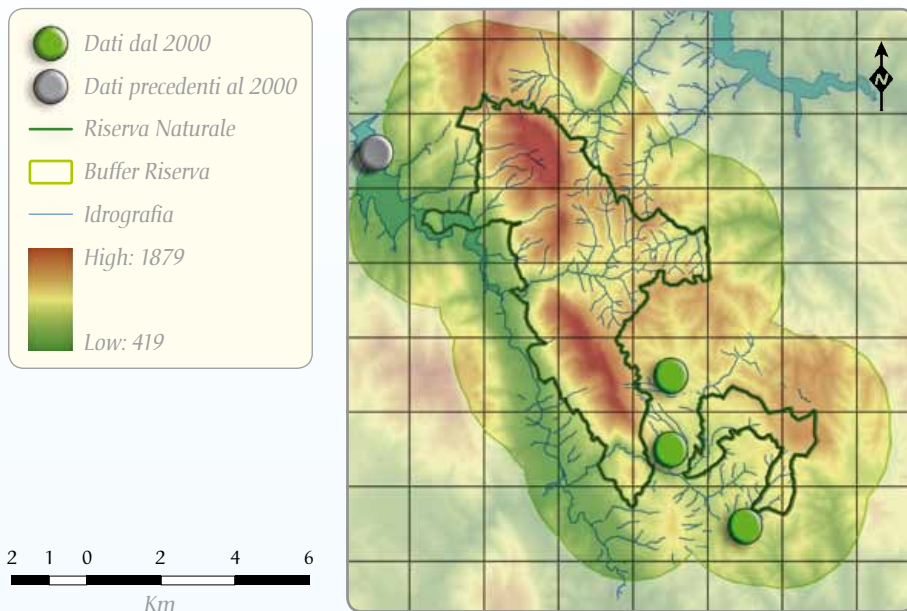 Dati dal 2000
Dati precedenti al 2000
Riserva Naturale
Buffer Riserva
Idrografia
High: 1879
Low: 419
N
2 1 0 2 4 6
Km